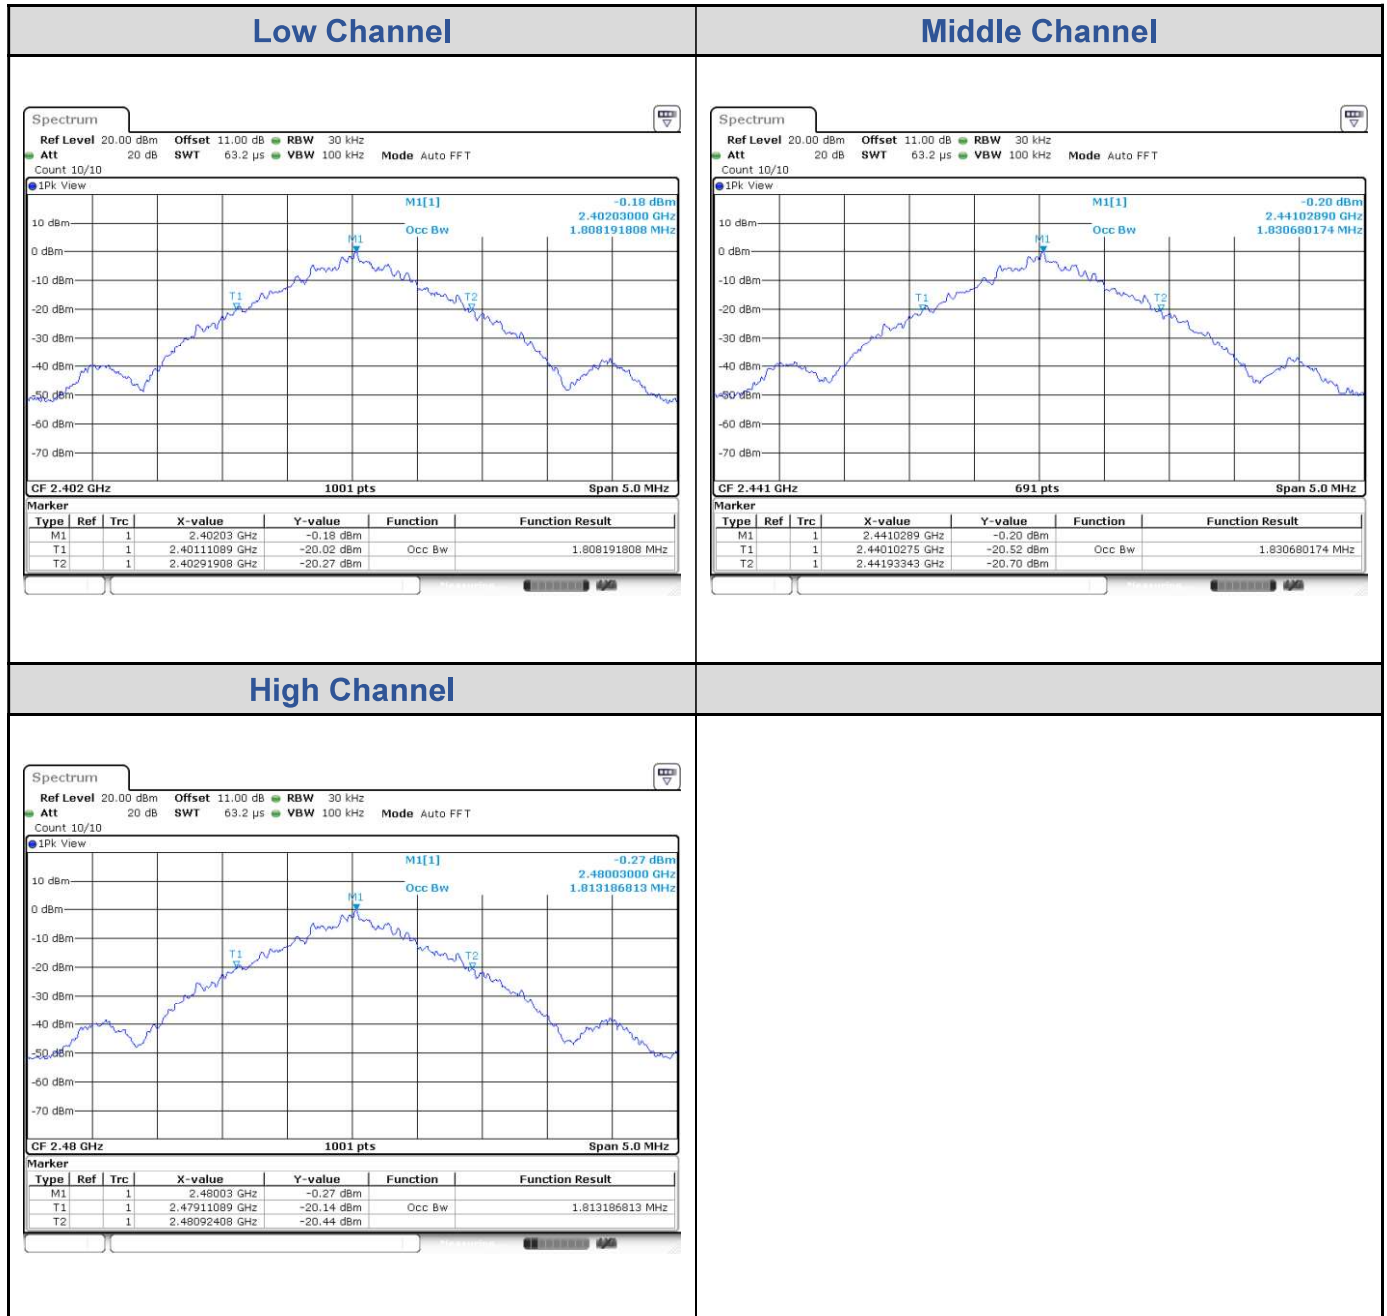 Low Channel
Middle Channel
Spectrum
Ref Level 20.00 dBm Offset 11.00 dB RBW 30 kHz
Att 20 dB SWT 63.2 µs VBW 100 kHz Mode Auto FFT
Count 10/10
1Pk View
M1[1] -0.18 dBm
2.40203000 GHz
Occ Bw 1.808191808 MHz
M1
T1
T2
10 dBm
0 dBm
-10 dBm
-20 dBm
-30 dBm
-40 dBm
-50 dBm
-60 dBm
-70 dBm
CF 2.402 GHz 1001 pts Span 5.0 MHz
Marker
Type Ref Trc X-value Y-value Function Function Result
M1 1 2.40203 GHz -0.18 dBm
T1 1 2.40111089 GHz -20.02 dBm Occ Bw 1.808191808 MHz
T2 1 2.40291908 GHz -20.27 dBm
Spectrum
Ref Level 20.00 dBm Offset 11.00 dB RBW 30 kHz
Att 20 dB SWT 63.2 µs VBW 100 kHz Mode Auto FFT
Count 10/10
1Pk View
M1[1] -0.20 dBm
2.44102890 GHz
Occ Bw 1.830680174 MHz
M1
T1
T2
10 dBm
0 dBm
-10 dBm
-20 dBm
-30 dBm
-40 dBm
-50 dBm
-60 dBm
-70 dBm
CF 2.441 GHz 691 pts Span 5.0 MHz
Marker
Type Ref Trc X-value Y-value Function Function Result
M1 1 2.4410289 GHz -0.20 dBm
T1 1 2.44010275 GHz -20.52 dBm Occ Bw 1.830680174 MHz
T2 1 2.44193343 GHz -20.70 dBm
High Channel
Spectrum
Ref Level 20.00 dBm Offset 11.00 dB RBW 30 kHz
Att 20 dB SWT 63.2 µs VBW 100 kHz Mode Auto FFT
Count 10/10
1Pk View
M1[1] -0.27 dBm
2.48003000 GHz
Occ Bw 1.813186813 MHz
M1
T1
T2
10 dBm
0 dBm
-10 dBm
-20 dBm
-30 dBm
-40 dBm
-50 dBm
-60 dBm
-70 dBm
CF 2.48 GHz 1001 pts Span 5.0 MHz
Marker
Type Ref Trc X-value Y-value Function Function Result
M1 1 2.48003 GHz -0.27 dBm
T1 1 2.47911089 GHz -20.14 dBm Occ Bw 1.813186813 MHz
T2 1 2.48092408 GHz -20.44 dBm